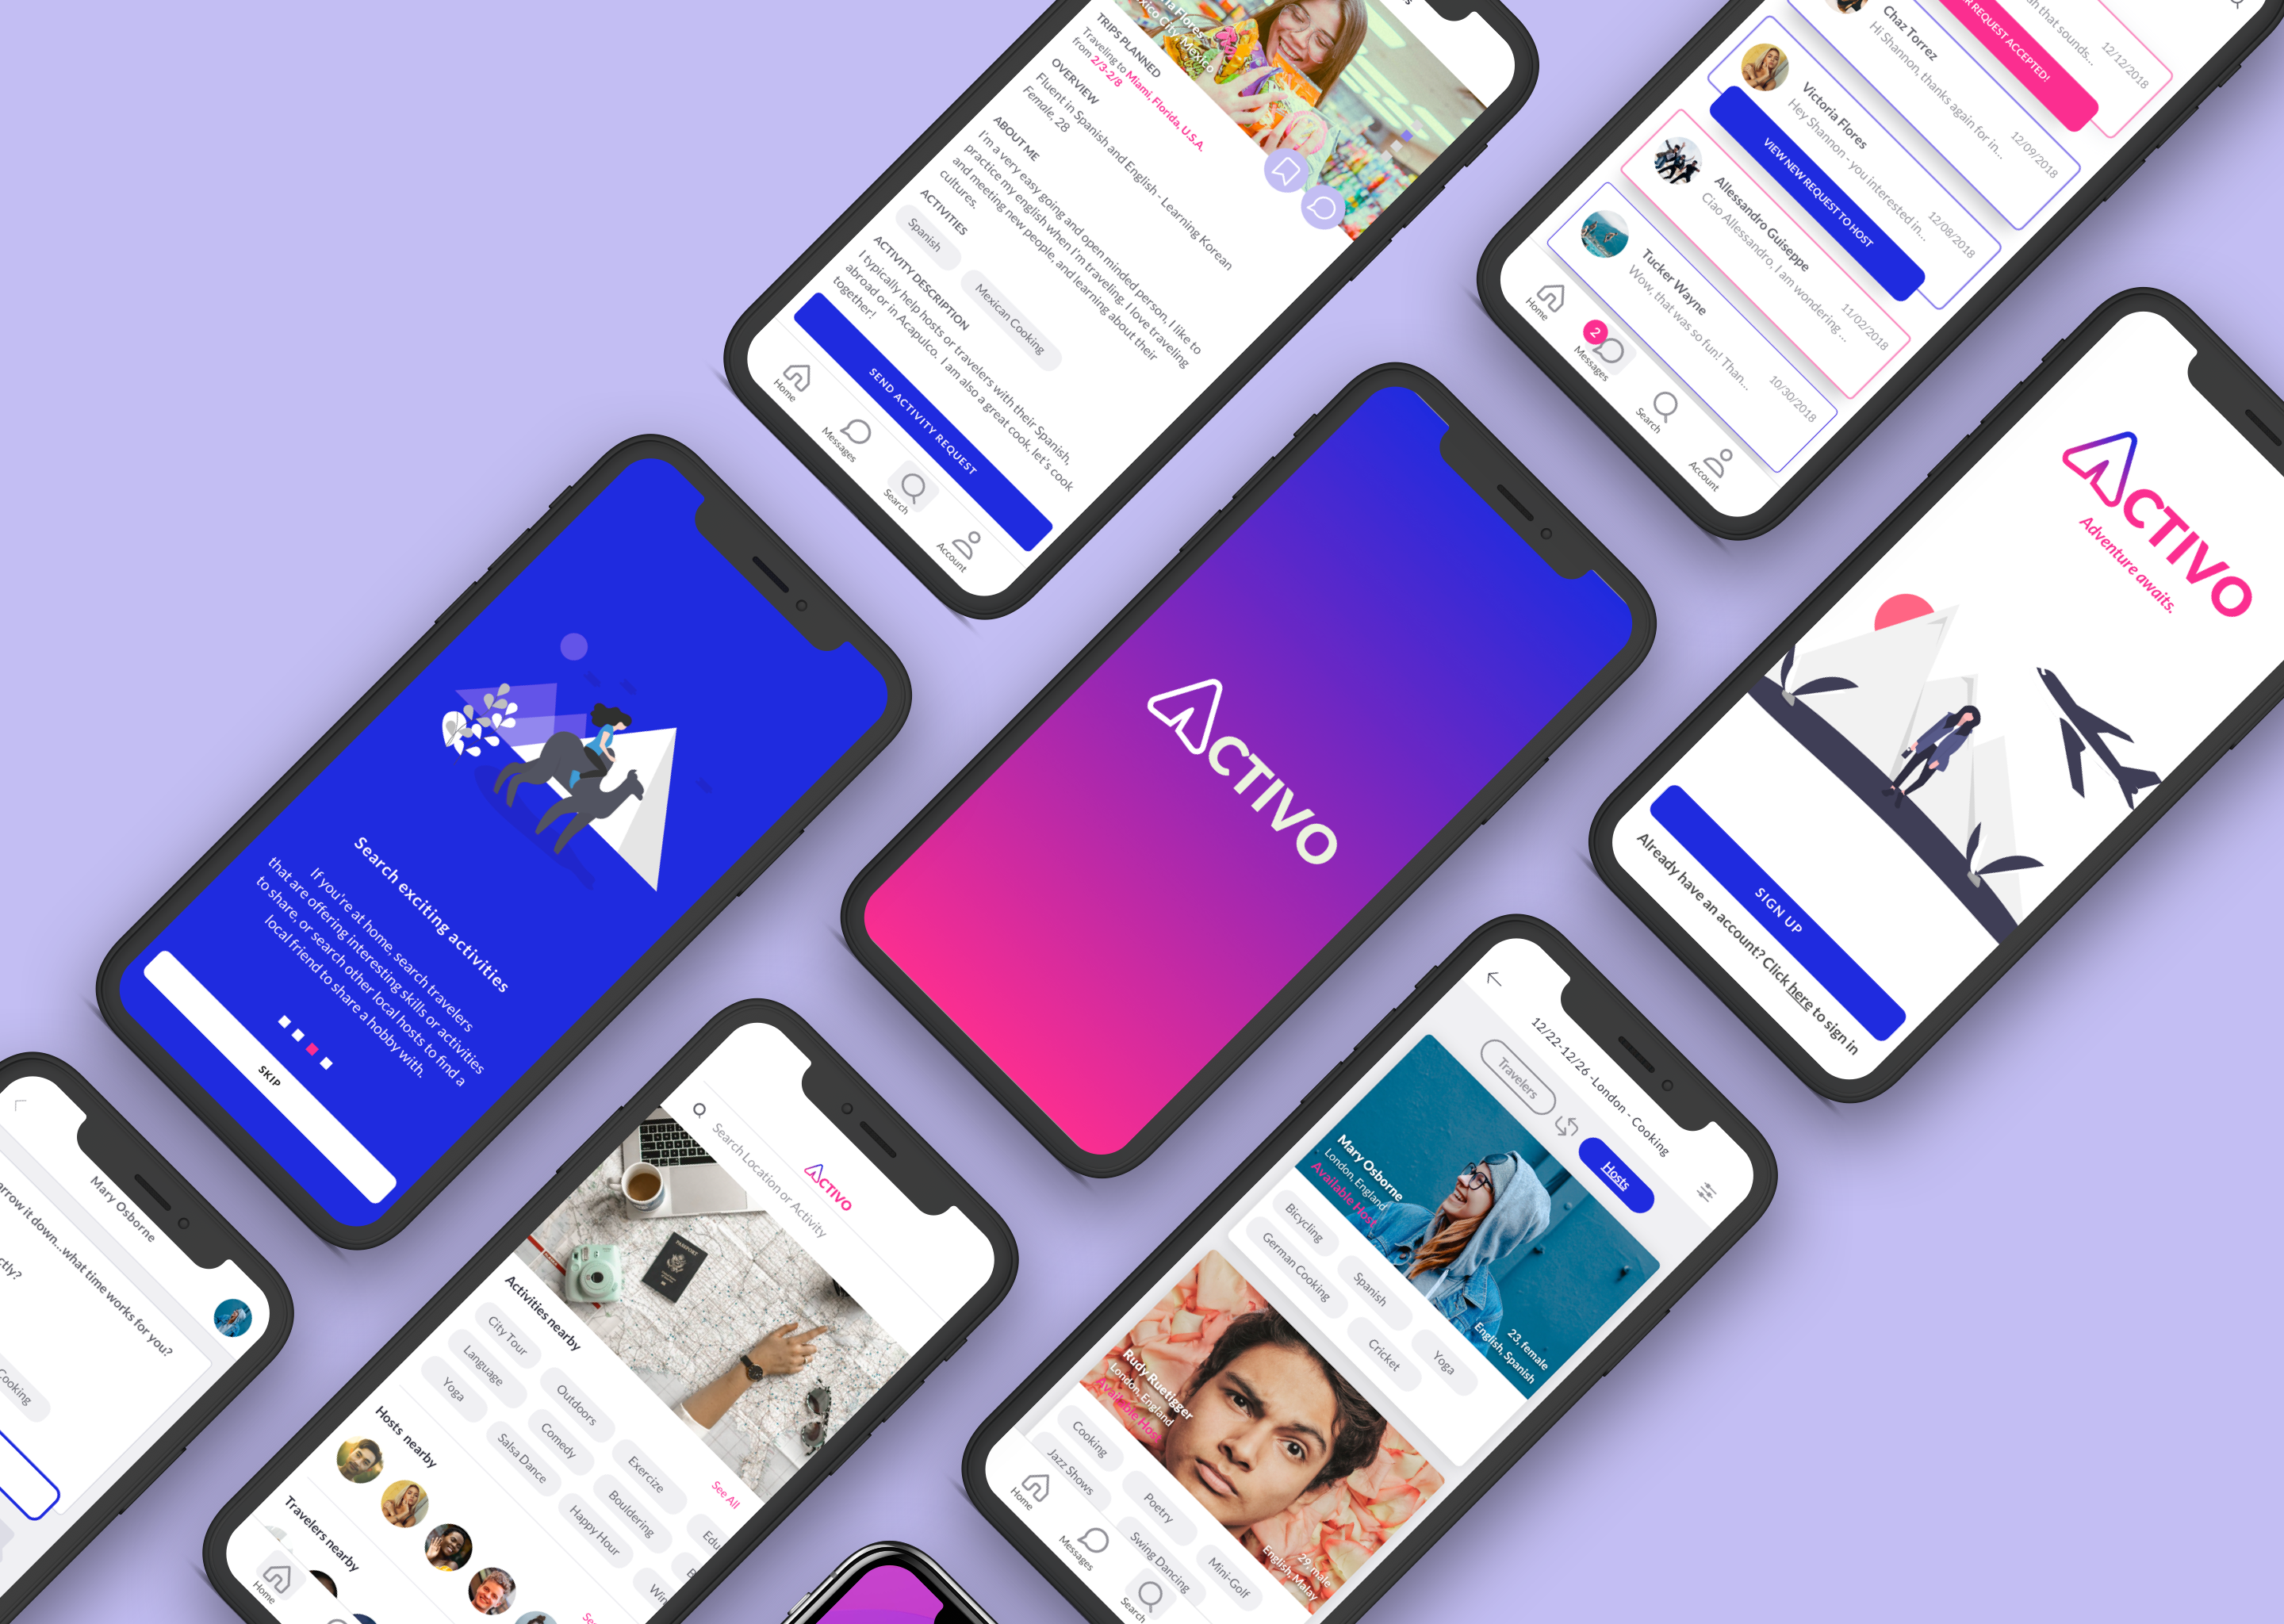 Mexico City, Mexico
TRIPS PLANNED
Traveling to Miami, Florida, U.S.A.
from 2/3-2/8
OVERVIEW
Fluent in Spanish and English - Learning Korean
Female, 28
ABOUT ME
I'm a very easy going and open minded person, I like to
practice my english when I'm traveling. I love traveling
and meeting new people, and learning about their
cultures.
ACTIVITIES
Spanish
Mexican Cooking
ACTIVITY DESCRIPTION
I typically help hosts or travelers with their Spanish,
abroad or in Acapulco. I am also a great cook, let's cook
together!
SEND ACTIVITY REQUEST
Home
Messages
Search
Account
that sounds...
12/12/2018
REQUEST ACCEPTED!
Chaz Torrez
Hi Shannon, thanks again for in...
12/09/2018
Victoria Flores
Hey Shannon - you interested in...
12/08/2018
VIEW NEW REQUEST TO HOST
Allessandro Guiseppe
Ciao Allessandro, I am wondering...
11/02/2018
Tucker Wayne
Wow, that was so fun! Than...
10/30/2018
Home
2
Messages
Search
Account
Search exciting activities
If you're at home, search travelers
that are offering interesting skills or activities
to share, or search other local hosts to find a
local friend to share a hobby with.
SKIP
ACTIVO
ACTIVO
Adventure awaits.
SIGN UP
Already have an account? Click here to sign in
Mary Osborne
arrow it down...what time works for you?
ctly?
Cooking
ACTIVO
Search Location or Activity
PASSPORT
Activities nearby
See All
City Tour
Outdoors
Exercize
Edu
Language
Comedy
Bouldering
B
Yoga
Salsa Dance
Happy Hour
Win
Hosts nearby
See
Travelers nearby
Home
12/22-12/26 -London - Cooking
Travelers
Hosts
Mary Osborne
London, England
Available Host
23, female
English, Spanish
Bicycling
Spanish
Yoga
German Cooking
Cricket
Rudy Ruetigger
London, England
Available Host
29, male
English, Malay
Cooking
Poetry
Mini-Golf
Jazz Shows
Swing Dancing
Home
Messages
Search